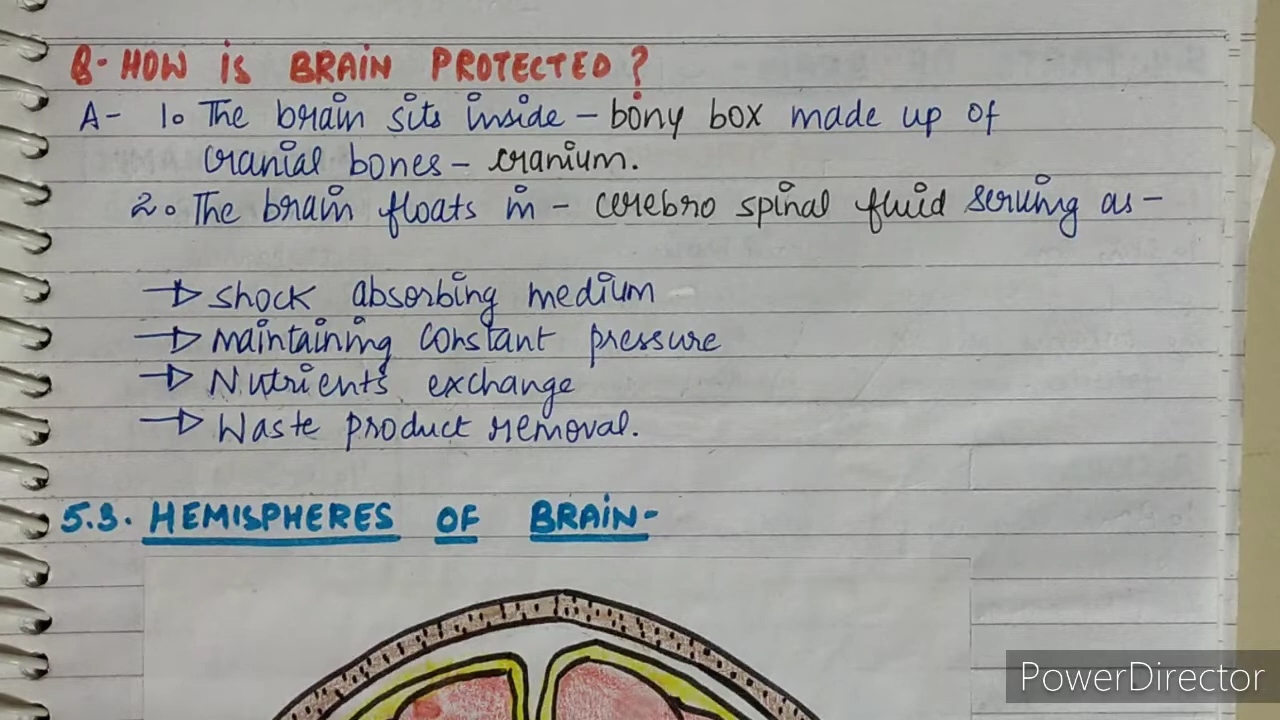 Q. HOW iS BRAiN PROTECTED?
A- 1. The brain sits inside - bony box made up of
cranial bones - cranium.
2. The brain floats in - cerebro spinal fluid serving as -
→ shock absorbing medium
→ maintaining constant pressure
→ Nutrients exchange
→ Waste product removal.
5.3. HEMISPHERES OF BRAiN-
PowerDirector